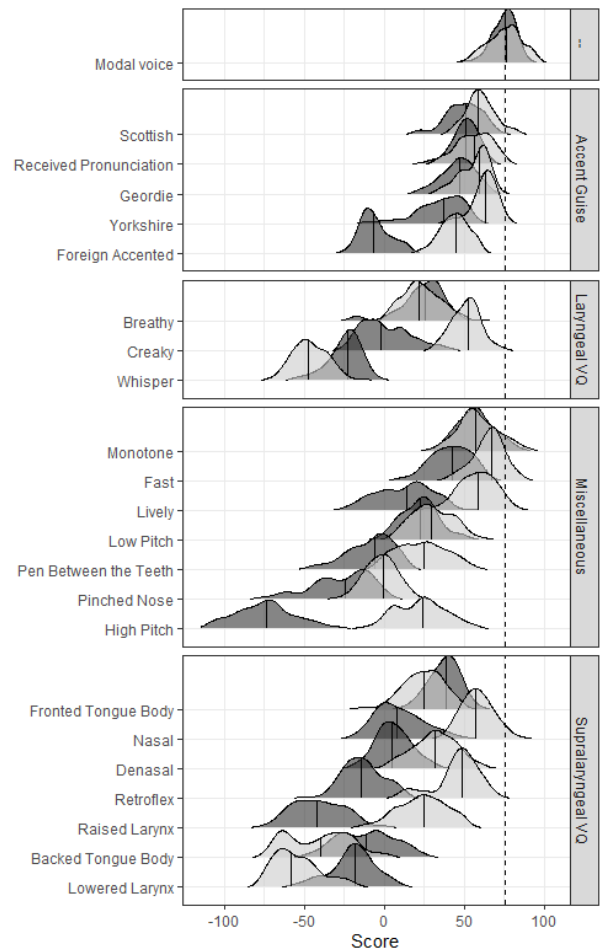 Modal voice
--
Scottish
Received Pronunciation
Geordie
Yorkshire
Foreign Accented
Accent Guise
Breathy
Creaky
Whisper
Laryngeal VQ
Monotone
Fast
Lively
Low Pitch
Pen Between the Teeth
Pinched Nose
High Pitch
Miscellaneous
Fronted Tongue Body
Nasal
Denasal
Retroflex
Raised Larynx
Backed Tongue Body
Lowered Larynx
Supralaryngeal VQ
-100 -50 0 50 100
Score